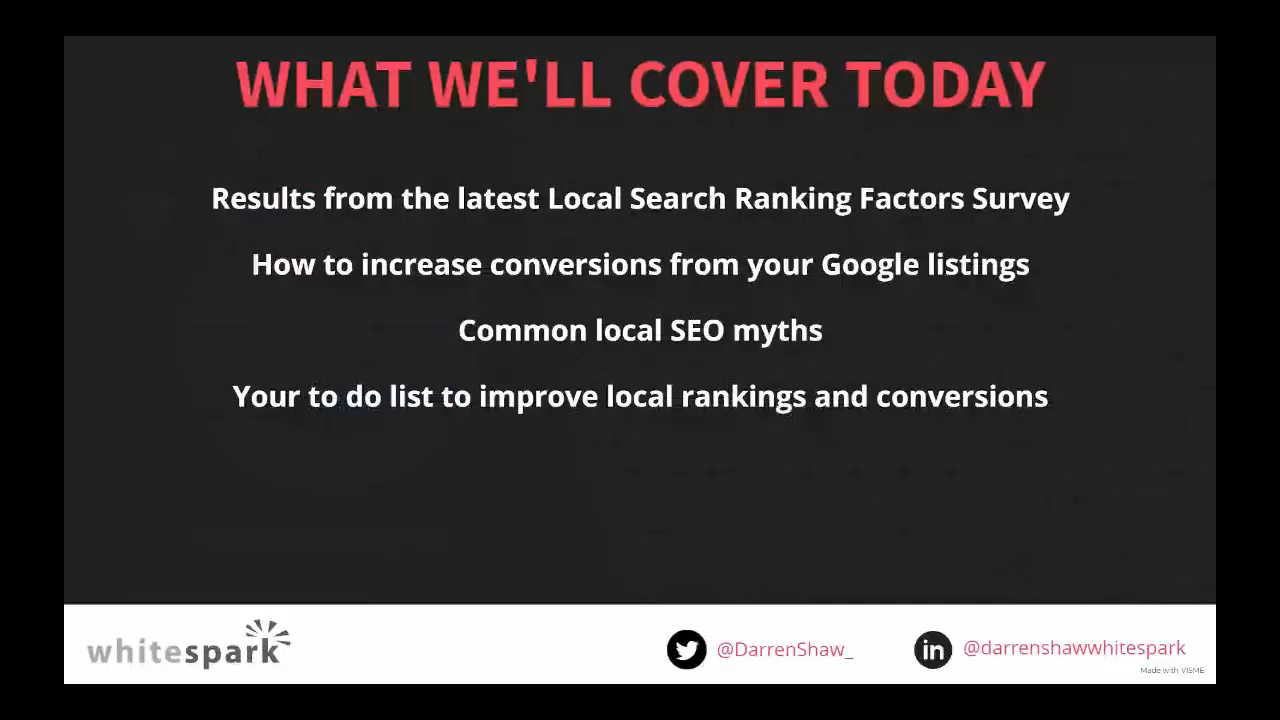 WHAT WE'LL COVER TODAY
Results from the latest Local Search Ranking Factors Survey
How to increase conversions from your Google listings
Common local SEO myths
Your to do list to improve local rankings and conversions
whitespark
@DarrenShaw_
in
@darrenshawwhitespark
Made with VISME